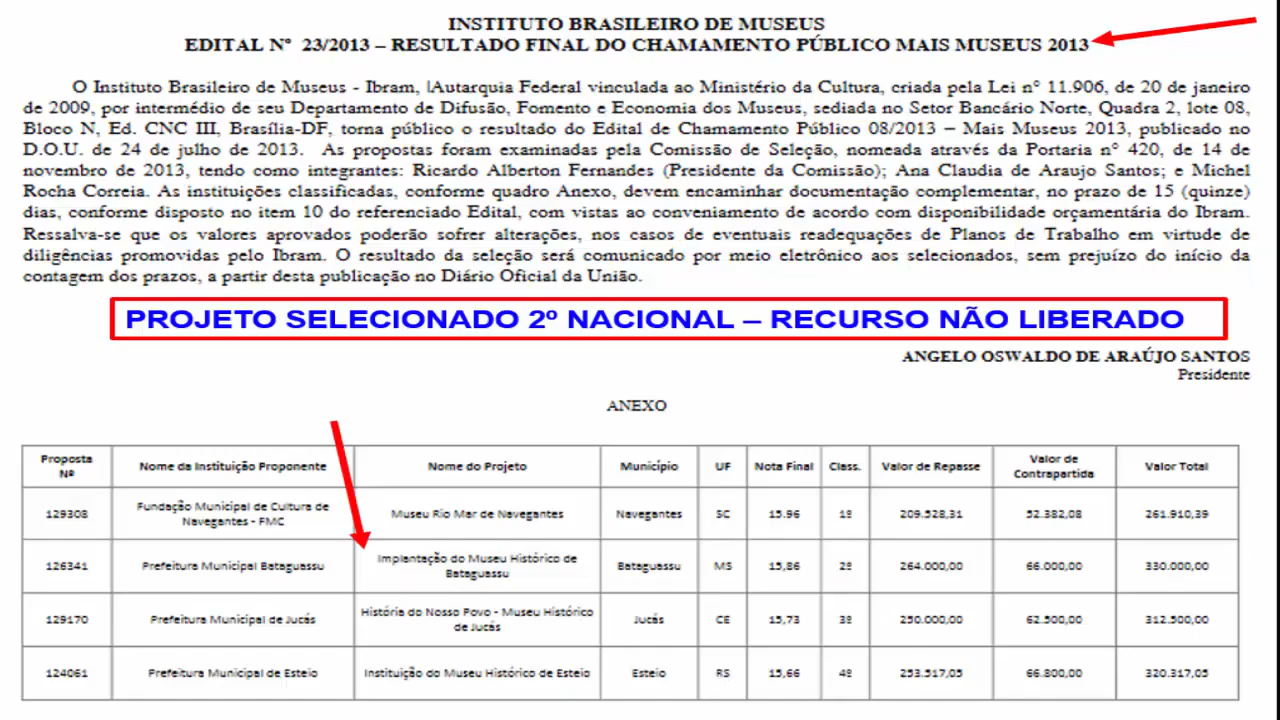 INSTITUTO BRASILEIRO DE MUSEUS
EDITAL Nº 23/2013 – RESULTADO FINAL DO CHAMAMENTO PÚBLICO MAIS MUSEUS 2013
O Instituto Brasileiro de Museus - Ibram, |Autarquia Federal vinculada ao Ministério da Cultura, criada pela Lei n° 11.906, de 20 de janeiro
de 2009, por intermédio de seu Departamento de Difusão, Fomento e Economia dos Museus, sediada no Setor Bancário Norte, Quadra 2, lote 08,
Bloco N, Ed. CNC III, Brasília-DF, torna público o resultado do Edital de Chamamento Público 08/2013 – Mais Museus 2013, publicado no
D.O.U. de 24 de julho de 2013. As propostas foram examinadas pela Comissão de Seleção, nomeada através da Portaria n° 420, de 14 de
novembro de 2013, tendo como integrantes: Ricardo Alberton Fernandes (Presidente da Comissão); Ana Claudia de Araujo Santos; e Michel
Rocha Correia. As instituições classificadas, conforme quadro Anexo, devem encaminhar documentação complementar, no prazo de 15 (quinze)
dias, conforme disposto no item 10 do referenciado Edital, com vistas ao conveniamento de acordo com disponibilidade orçamentária do Ibram.
Ressalva-se que os valores aprovados poderão sofrer alterações, nos casos de eventuais readequações de Planos de Trabalho em virtude de
diligências promovidas pelo Ibram. O resultado da seleção será comunicado por meio eletrônico aos selecionados, sem prejuízo do início da
contagem dos prazos, a partir desta publicação no Diário Oficial da União.
PROJETO SELECIONADO 2º NACIONAL – RECURSO NÃO LIBERADO
ANGELO OSWALDO DE ARAÚJO SANTOS
Presidente
ANEXO
Proposta Nº Nome da Instituição Proponente Nome do Projeto Município UF Nota Final Class. Valor de Repasse Valor de Contrapartida Valor Total
129308 Fundação Municipal de Cultura de Navegantes - FMC Museu Rio Mar de Navegantes Navegantes SC 15.96 1º 209.528,31 52.382,08 261.910,39
126341 Prefeitura Municipal Bataguassu Implantação do Museu Histórico de Bataguassu Bataguassu MS 15,86 2º 264.000,00 66.000,00 330.000,00
129170 Prefeitura Municipal de Jucás História do Nosso Povo - Museu Histórico de Jucás Jucás CE 15,73 3º 250.000,00 62.500,00 312.500,00
124061 Prefeitura Municipal de Esteio Instituição do Museu Histórico de Esteio Esteio RS 15,66 4º 253.517,05 66.800,00 320.317,05